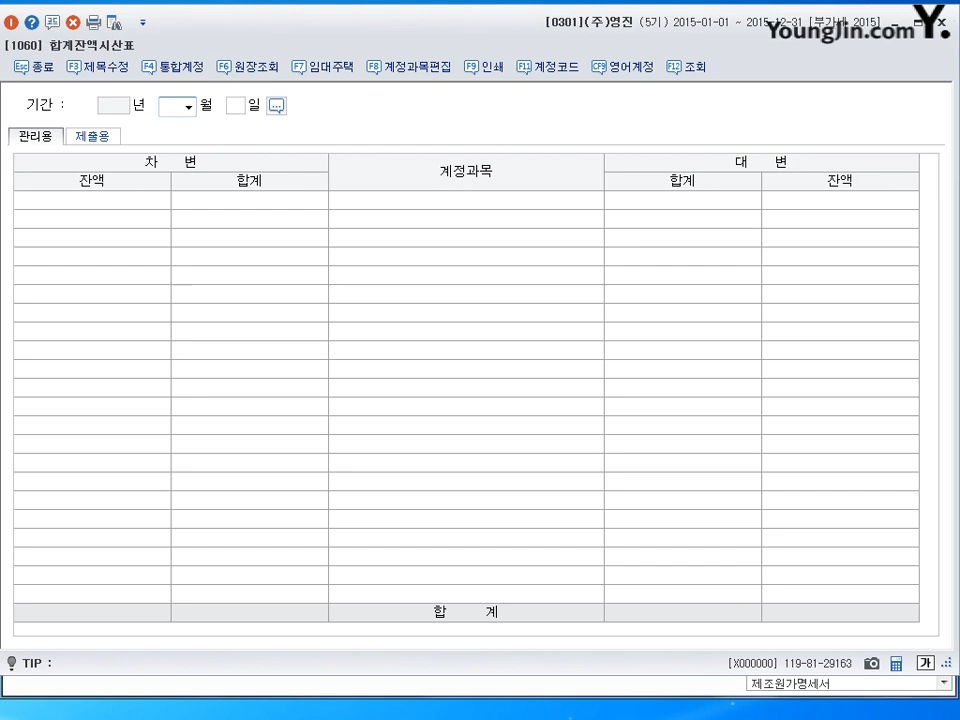 [0301](주)영진 (5기) 2015-01-01 ~ 2015-12-31 [부가세 2015]
YoungJin.com Y.
[1060] 합계잔액시산표
Esc 종료 F3 제목수정 F4 통합계정 F6 원장조회 F7 임대주택 F8 계정과목편집 F9 인쇄 F11 계정코드 CF9 영어계정 F12 조회
기간 : 년 월 일
관리용 제출용
차 변 계정과목 대 변
잔액 합계 합계 잔액
합 계
TIP : [X000000] 119-81-29163 가
제조원가명세서